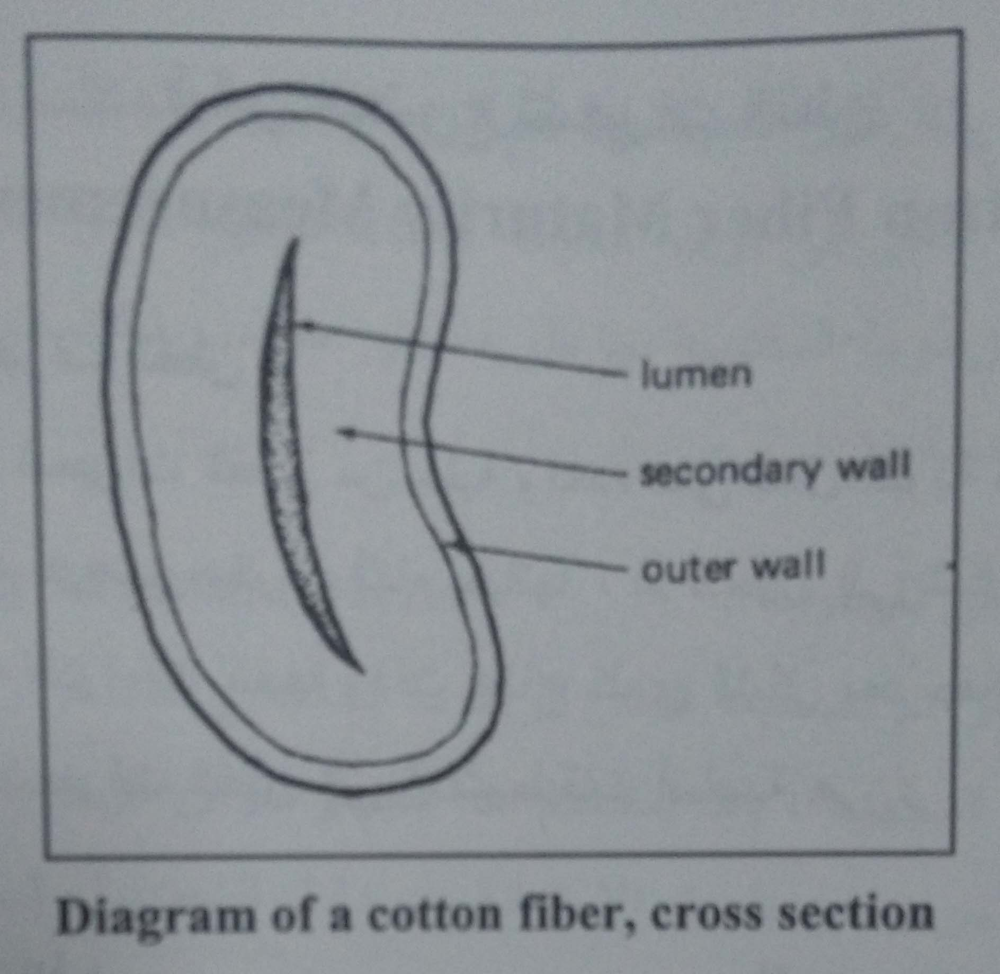 lumen
secondary wall
outer wall
Diagram of a cotton fiber, cross section